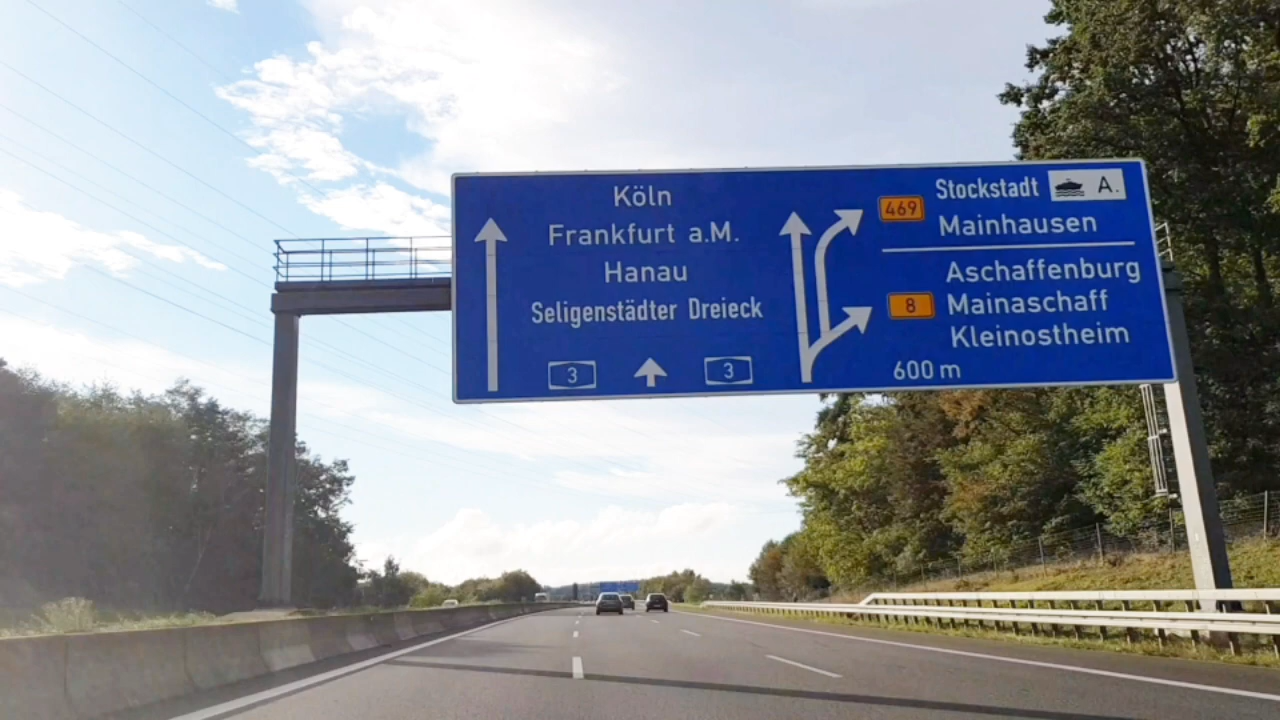 Köln
Frankfurt a.M.
Hanau
Seligenstädter Dreieck
3 3
469 Stockstadt A.
Mainhausen
Aschaffenburg
8 Mainaschaff
Kleinostheim
600 m